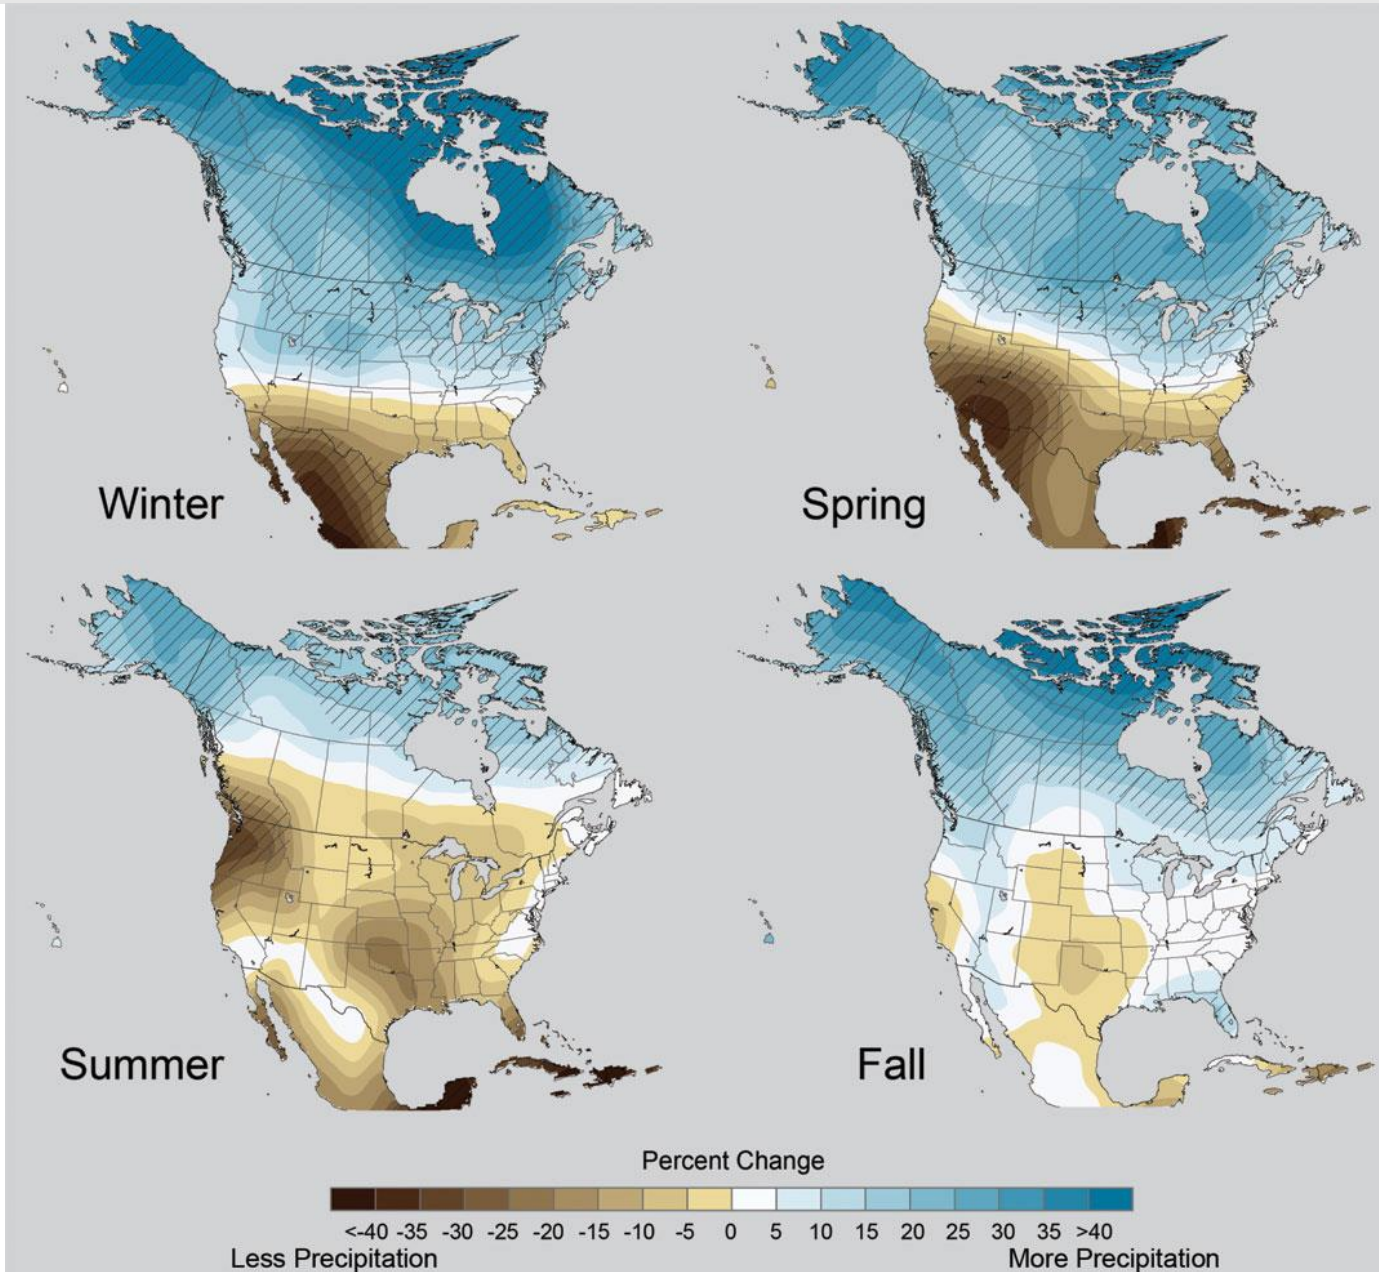 Winter
Spring
Summer
Fall
Percent Change
<-40 -35 -30 -25 -20 -15 -10 -5 0 5 10 15 20 25 30 35 >40
Less Precipitation
More Precipitation